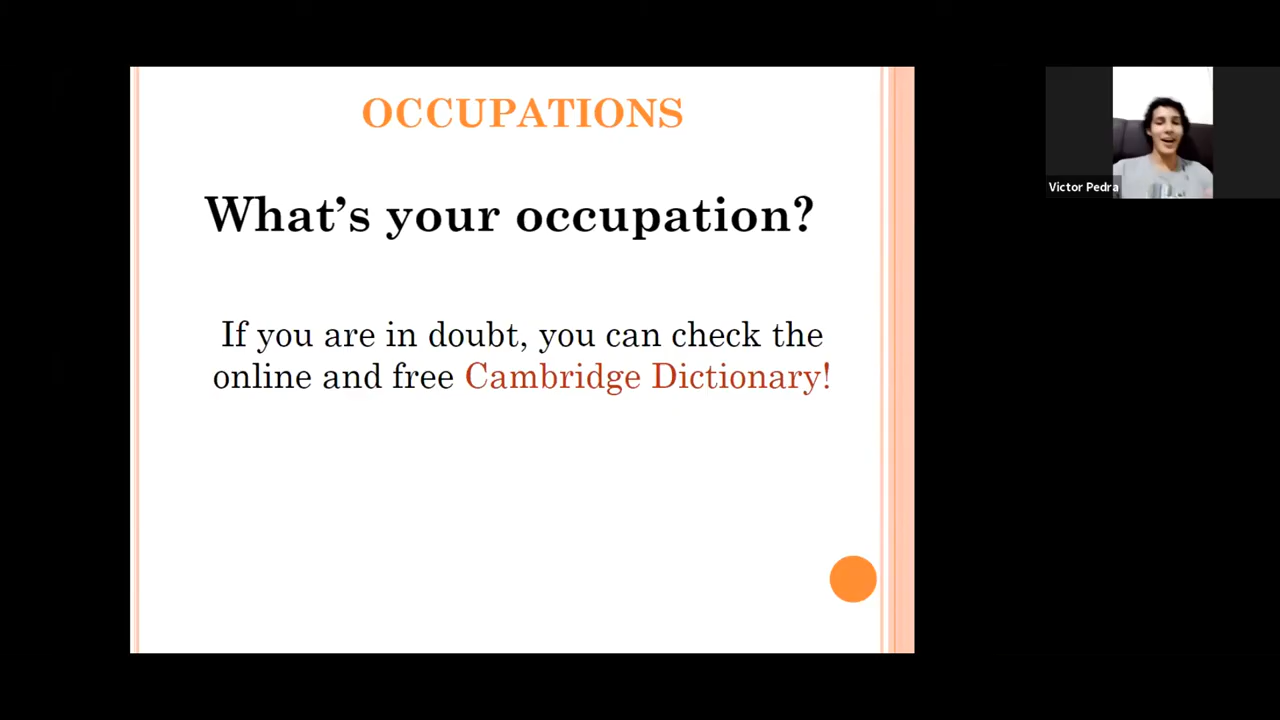 OCCUPATIONS
What’s your occupation?
If you are in doubt, you can check the
online and free Cambridge Dictionary!
Victor Pedra